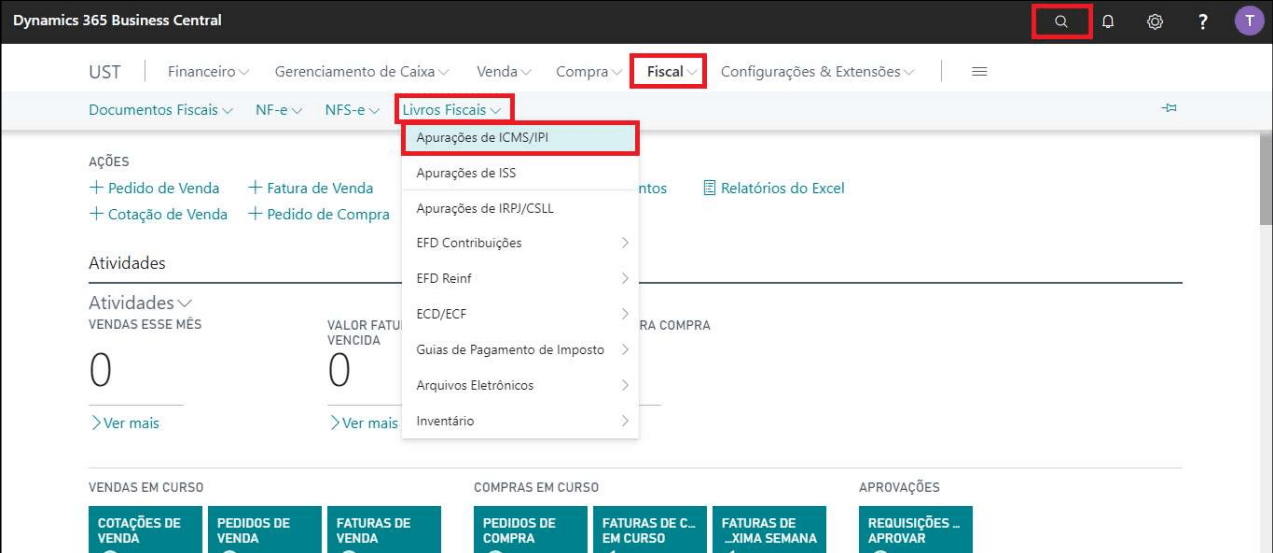 Dynamics 365 Business Central
?
T
UST
Financeiro
Gerenciamento de Caixa
Venda
Compra
Fiscal
Configurações & Extensões
Documentos Fiscais
NF-e
NFS-e
Livros Fiscais
Apurações de ICMS/IPI
Apurações de ISS
Apurações de IRPJ/CSLL
EFD Contribuições
EFD Reinf
ECD/ECF
Guias de Pagamento de Imposto
Arquivos Eletrônicos
Inventário
AÇÕES
+ Pedido de Venda
+ Fatura de Venda
ntos
Relatórios do Excel
+ Cotação de Venda
+ Pedido de Compra
Atividades
Atividades
VENDAS ESSE MÊS
0
>Ver mais
VALOR FATU
VENCIDA
0
>Ver mais
RA COMPRA
VENDAS EM CURSO
COMPRAS EM CURSO
APROVAÇÕES
COTAÇÕES DE
VENDA
PEDIDOS DE
VENDA
FATURAS DE
VENDA
PEDIDOS DE
COMPRA
FATURAS DE C...
EM CURSO
FATURAS DE
...XIMA SEMANA
REQUISIÇÕES ...
APROVAR